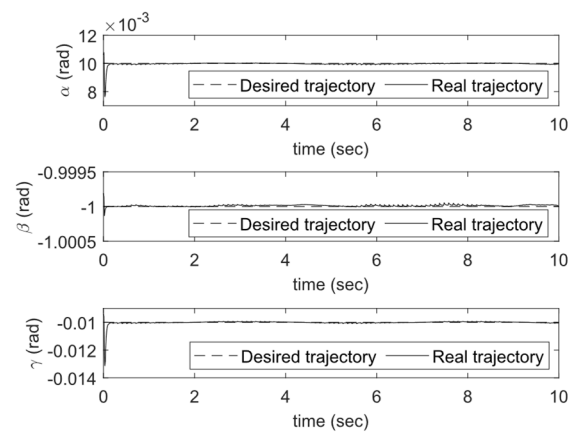 ×10⁻³
12
10
8
α (rad)
Desired trajectory Real trajectory
0 2 4 6 8 10
time (sec)
-0.9995
-1
-1.0005
β (rad)
Desired trajectory Real trajectory
0 2 4 6 8 10
time (sec)
-0.01
-0.012
-0.014
γ (rad)
Desired trajectory Real trajectory
0 2 4 6 8 10
time (sec)